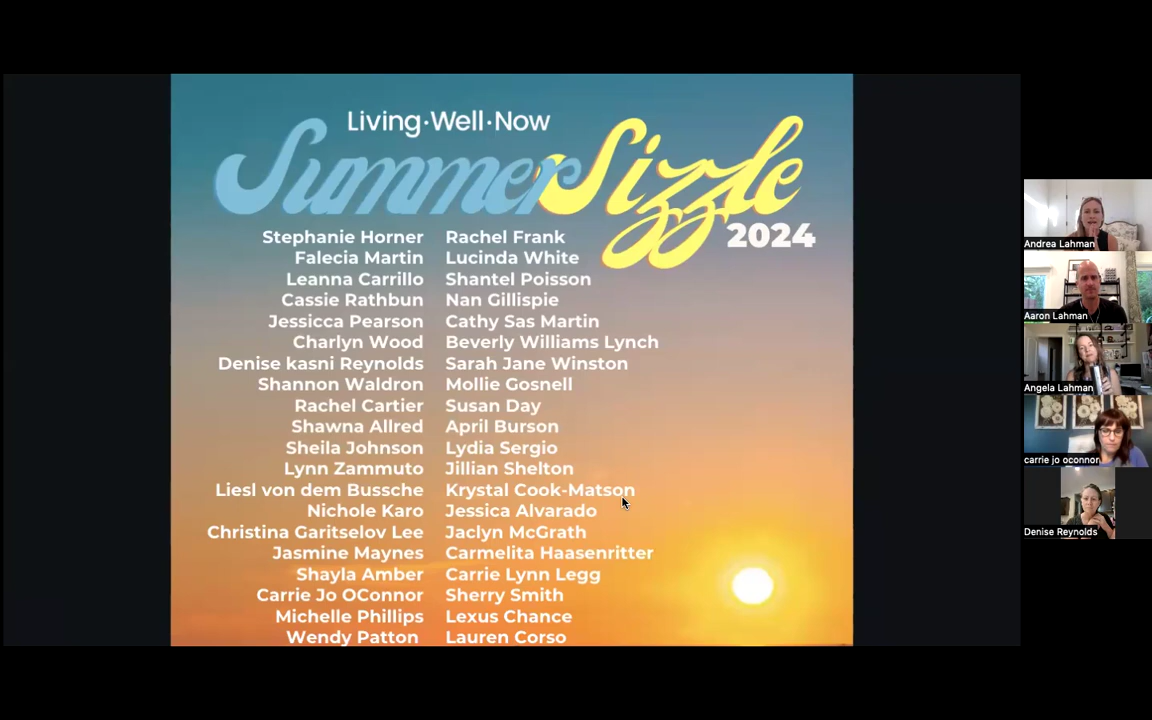 Living·Well·Now
Summer Sizzle
2024
Stephanie Horner
Falecia Martin
Leanna Carrillo
Cassie Rathbun
Jessicca Pearson
Charlyn Wood
Denise kasni Reynolds
Shannon Waldron
Rachel Cartier
Shawna Allred
Sheila Johnson
Lynn Zammuto
Liesl von dem Bussche
Nichole Karo
Christina Garitselov Lee
Jasmine Maynes
Shayla Amber
Carrie Jo OConnor
Michelle Phillips
Wendy Patton
Rachel Frank
Lucinda White
Shantel Poisson
Nan Gillispie
Cathy Sas Martin
Beverly Williams Lynch
Sarah Jane Winston
Mollie Gosnell
Susan Day
April Burson
Lydia Sergio
Jillian Shelton
Krystal Cook-Matson
Jessica Alvarado
Jaclyn McGrath
Carmelita Haasenritter
Carrie Lynn Legg
Sherry Smith
Lexus Chance
Lauren Corso
Andrea Lahman
Aaron Lahman
Angela Lahman
carrie jo oconnor
Denise Reynolds